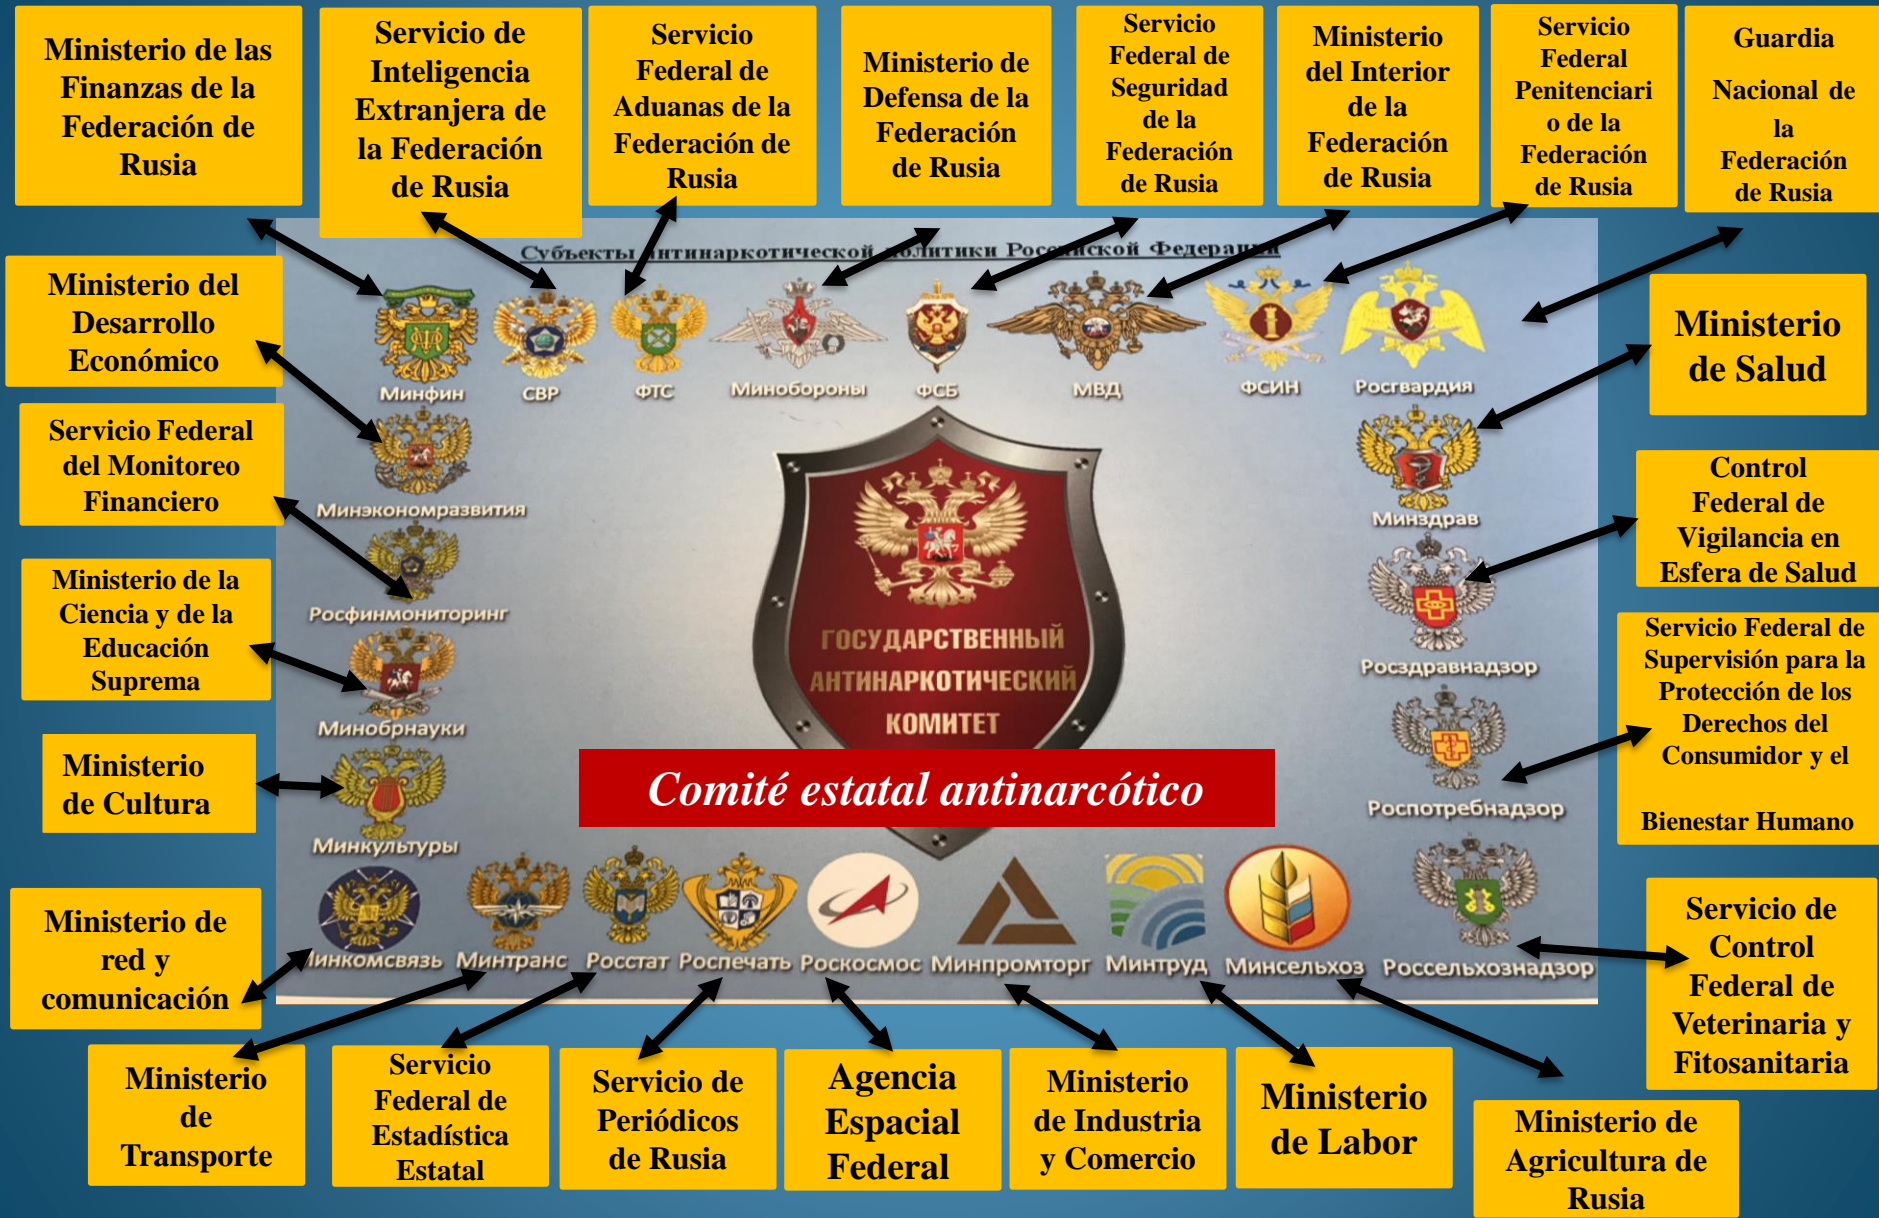 Ministerio de las
Finanzas de la
Federación de
Rusia
Servicio de
Inteligencia
Extranjera de
la Federación
de Rusia
Servicio
Federal de
Aduanas de la
Federación de
Rusia
Ministerio de
Defensa de la
Federación
de Rusia
Servicio
Federal de
Seguridad
de la
Federación
de Rusia
Ministerio
del Interior
de la
Federación
de Rusia
Servicio
Federal
Penitenciari
o de la
Federación
de Rusia
Guardia
Nacional de
la
Federación
de Rusia
Субъекты антинаркотической политики Российской Федерации
Минфин
СВР
ФТС
Минобороны
ФСБ
МВД
ФСИН
Росгвардия
Ministerio del
Desarrollo
Económico
Ministerio
de Salud
Минэкономразвития
Минздрав
Servicio Federal
del Monitoreo
Financiero
Control
Federal de
Vigilancia en
Esfera de Salud
Росфинмониторинг
Росздравнадзор
ГОСУДАРСТВЕННЫЙ
АНТИНАРКОТИЧЕСКИЙ
КОМИТЕТ
Ministerio de la
Ciencia y de la
Educación
Suprema
Servicio Federal de
Supervisión para la
Protección de los
Derechos del
Consumidor y el
Bienestar Humano
Минобрнауки
Роспотребнадзор
Ministerio
de Cultura
Comité estatal antinarcótico
Минкультуры
Ministerio de
red y
comunicación
Минкомсвязь
Минтранс
Росстат
Роспечать
Роскосмос
Минпромторг
Минтруд
Минсельхоз
Россельхознадзор
Servicio de
Control
Federal de
Veterinaria y
Fitosanitaria
Ministerio
de
Transporte
Servicio
Federal de
Estadística
Estatal
Servicio de
Periódicos
de Rusia
Agencia
Espacial
Federal
Ministerio
de Industria
y Comercio
Ministerio
de Labor
Ministerio de
Agricultura de
Rusia